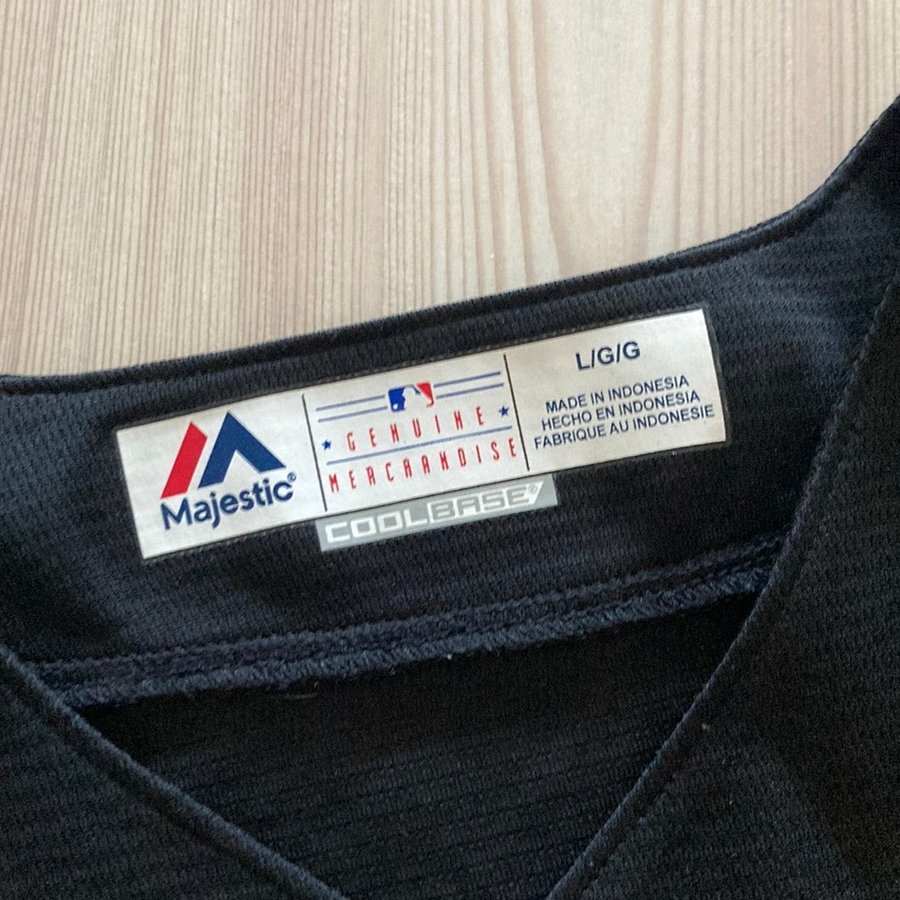 Majestic®
GENUINE
MERCHANDISE
COOLBASE®
L/G/G
MADE IN INDONESIA
HECHO EN INDONESIA
FABRIQUE AU INDONESIE